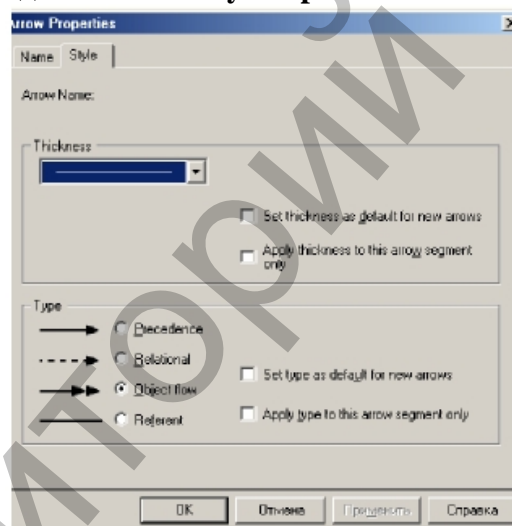 Arrow Properties
Name Style
Arrow Name:
Thickness
Set thickness as default for new arrows
Apply thickness to this arrow segment
only
Type
Precedence
Relational
Object flow
Referent
Set type as default for new arrows
Apply type to this arrow segment only
OK Отмена Применить Справка